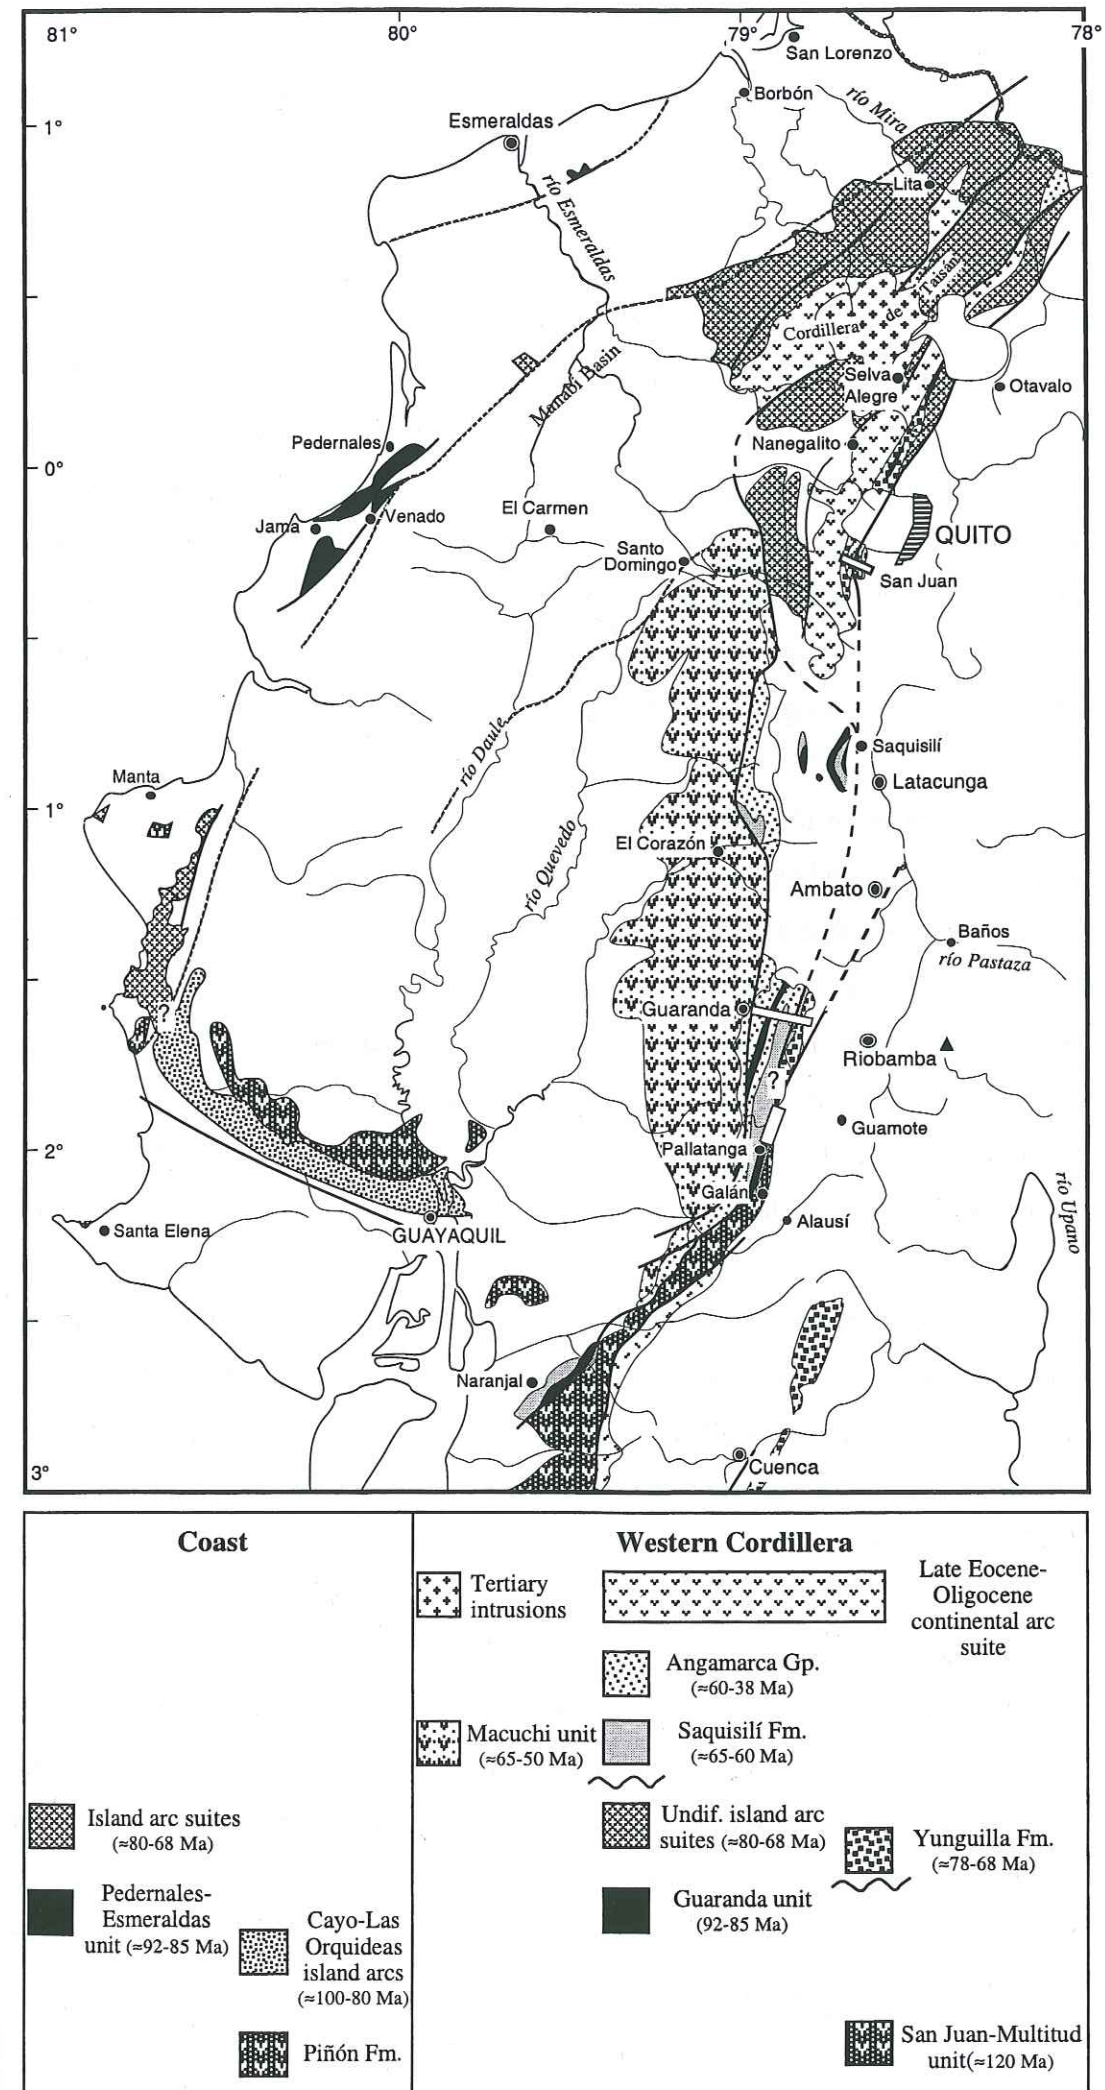 81°
80°
79°
78°
San Lorenzo
Borbón
río Mira
1°
Esmeraldas
río Esmeraldas
Lita
Cordillera de Taisán
Manabí Basin
Selva
Alegre
Otavalo
Pedernales
Nanegalito
0°
Jama
Venado
El Carmen
QUITO
Santo
Domingo
San Juan
río Daule
Saquisilí
Manta
Latacunga
1°
río Quevedo
El Corazón
Ambato
Baños
río Pastaza
?
Guaranda
Riobamba
?
Guamote
2°
Pallatanga
Galán
río Upano
Santa Elena
GUAYAQUIL
Alausí
Naranjal
3°
Cuenca
Coast
Western Cordillera
Tertiary
intrusions
Late Eocene-
Oligocene
continental arc
suite
Angamarca Gp.
(≈60-38 Ma)
Macuchi unit
(≈65-50 Ma)
Saquisilí Fm.
(≈65-60 Ma)
Island arc suites
(≈80-68 Ma)
Undif. island arc
suites (≈80-68 Ma)
Yunguilla Fm.
(≈78-68 Ma)
Pedernales-
Esmeraldas
unit (≈92-85 Ma)
Guaranda unit
(92-85 Ma)
Cayo-Las
Orquideas
island arcs
(≈100-80 Ma)
Piñón Fm.
San Juan-Multitud
unit(≈120 Ma)